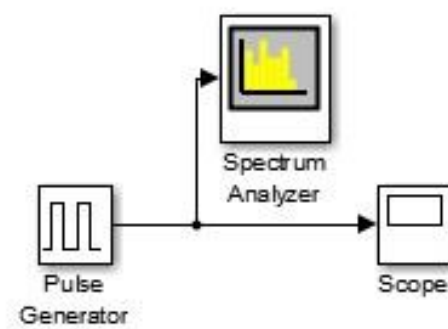 Spectrum
Analyzer
Pulse
Generator
Scope